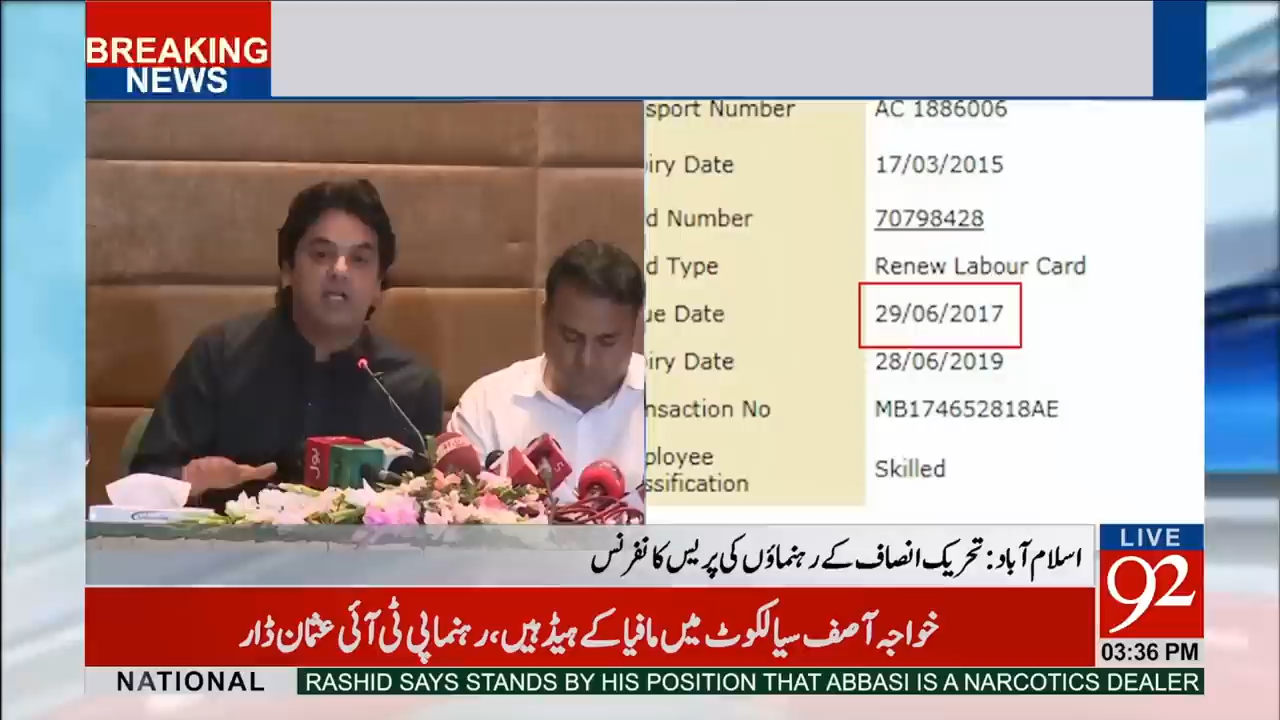 BREAKING
NEWS
sport Number AC 1886006
iry Date 17/03/2015
d Number 70798428
d Type Renew Labour Card
ue Date 29/06/2017
iry Date 28/06/2019
nsaction No MB174652818AE
ployee
ssification Skilled
بول
اسلام آباد: تحریک انصاف کے رہنماؤں کی پریس کانفرنس
خواجہ آصف سیالکوٹ میں مافیا کے ہیڈ ہیں، رہنما پی ٹی آئی عثمان ڈار
LIVE
92
03:36 PM
NATIONAL
RASHID SAYS STANDS BY HIS POSITION THAT ABBASI IS A NARCOTICS DEALER